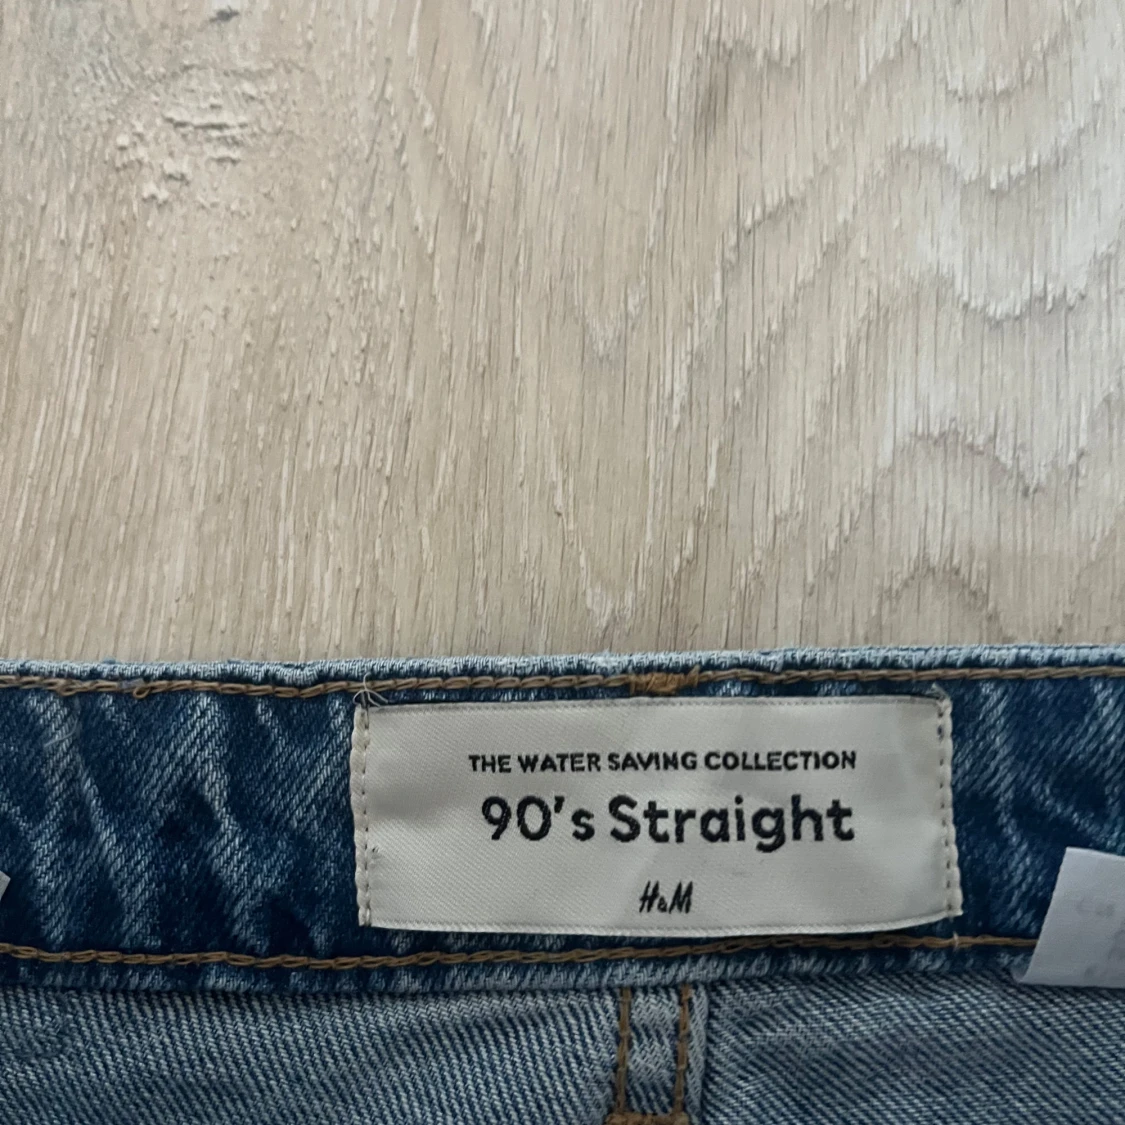 THE WATER SAVING COLLECTION
90's Straight
H&M